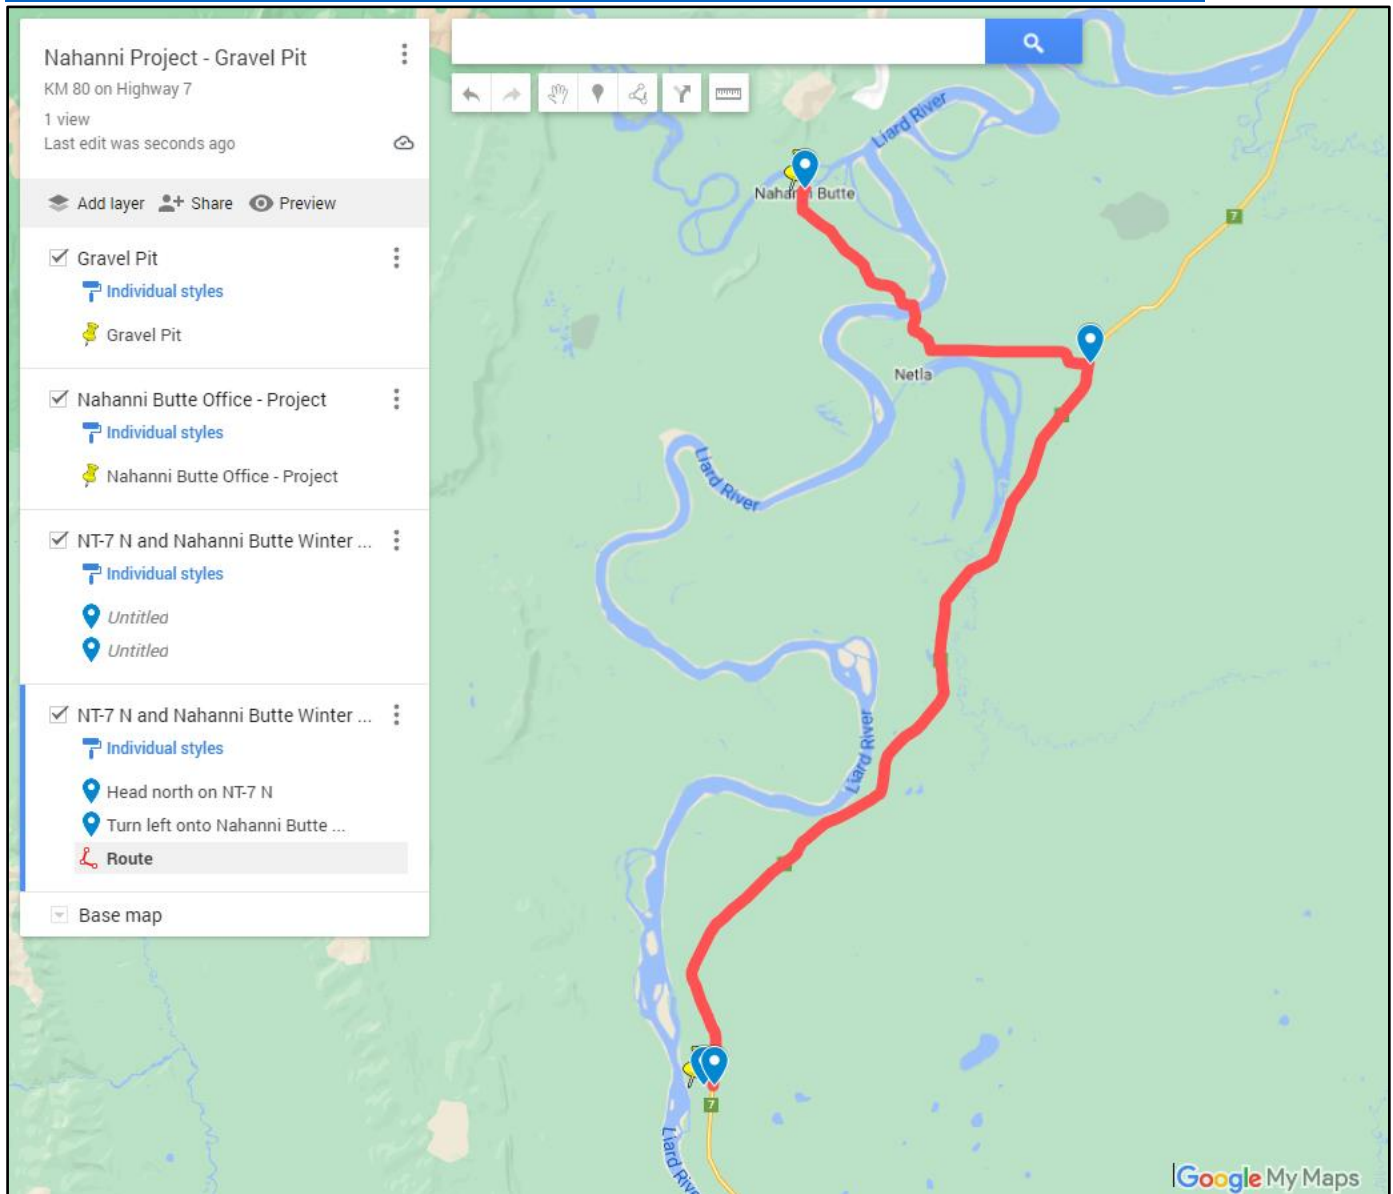 Nahanni Project - Gravel Pit
KM 80 on Highway 7
1 view
Last edit was seconds ago
Add layer Share Preview
Gravel Pit
Individual styles
Gravel Pit
Nahanni Butte Office - Project
Individual styles
Nahanni Butte Office - Project
NT-7 N and Nahanni Butte Winter ...
Individual styles
Untitled
Untitled
NT-7 N and Nahanni Butte Winter ...
Individual styles
Head north on NT-7 N
Turn left onto Nahanni Butte ...
Route
Base map
Liard River
Nahanni Butte
7
Netla
Liard River
Liard River
7
Liard Rive
Google My Maps